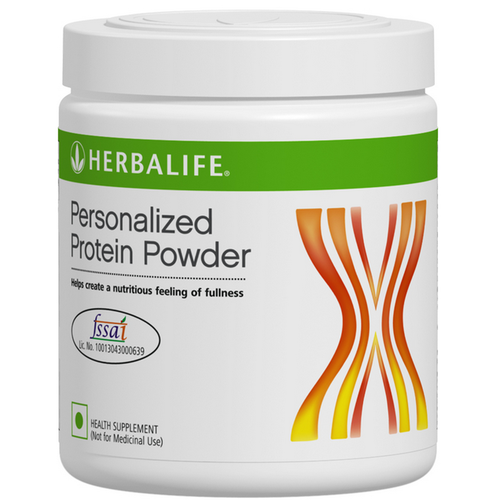 HERBALIFE®
Personalized
Protein Powder
Helps create a nutritious feeling of fullness
fssai
Lic. No. 10013043000639
HEALTH SUPPLEMENT
(Not for Medicinal Use)